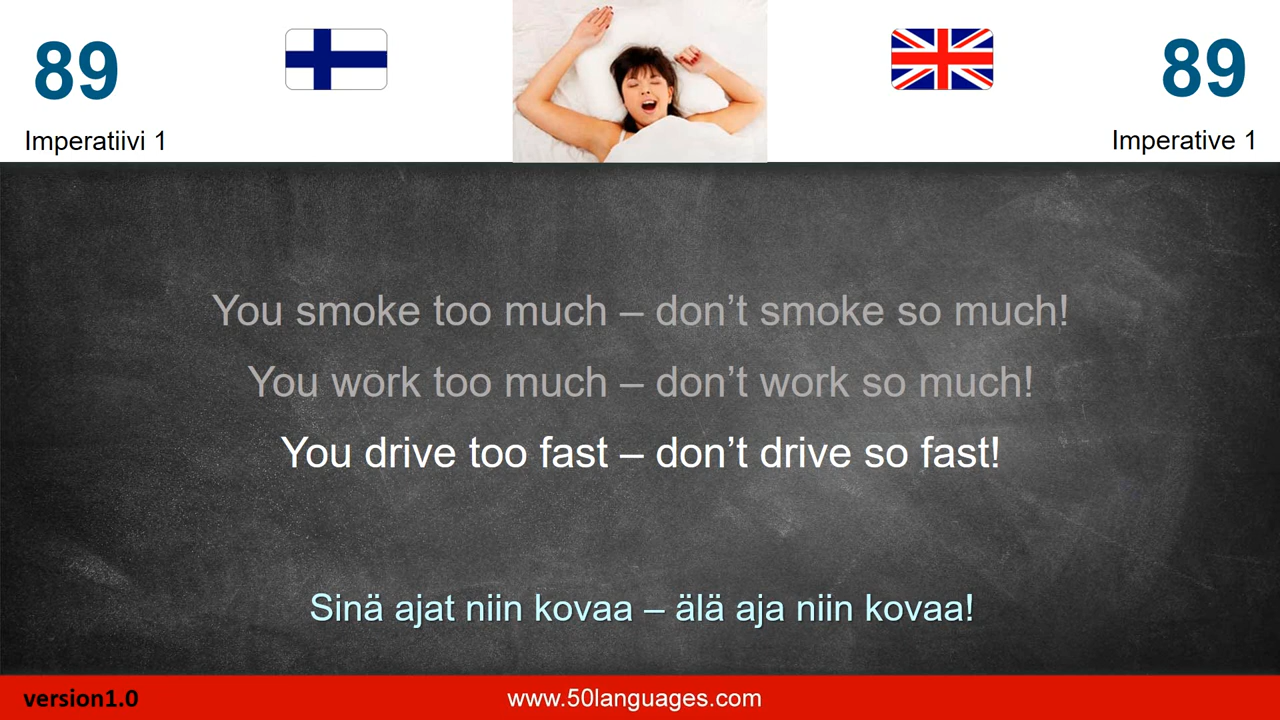 89
89
Imperatiivi 1
Imperative 1
You smoke too much – don’t smoke so much!
You work too much – don’t work so much!
You drive too fast – don’t drive so fast!
Sinä ajat niin kovaa – älä aja niin kovaa!
version1.0
www.50languages.com